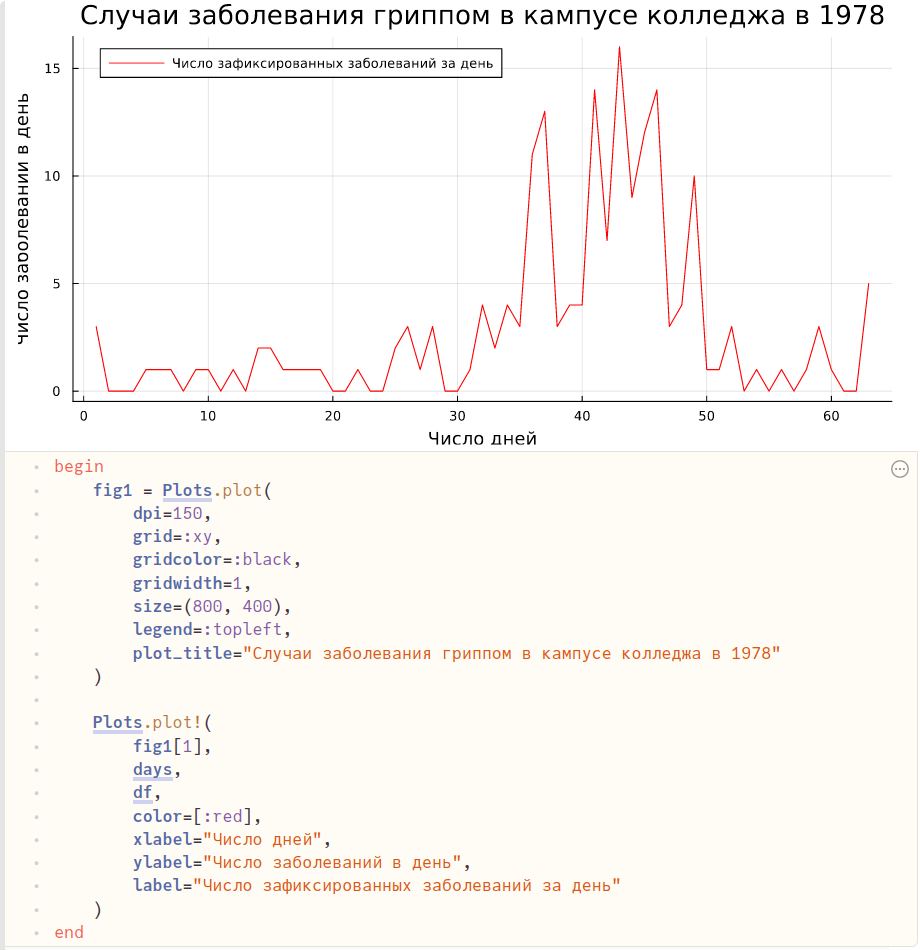 Случаи заболевания гриппом в кампусе колледжа в 1978
Число зафиксированных заболеваний за день
число заболевании в день
15
10
5
0
0 10 20 30 40 50 60
Число дней
begin
fig1 = Plots.plot(
dpi=150,
grid=:xy,
gridcolor=:black,
gridwidth=1,
size=(800, 400),
legend=:topleft,
plot_title="Случаи заболевания гриппом в кампусе колледжа в 1978"
)
Plots.plot!(
fig1[1],
days,
df,
color=[:red],
xlabel="Число дней",
ylabel="Число заболеваний в день",
label="Число зафиксированных заболеваний за день"
)
end